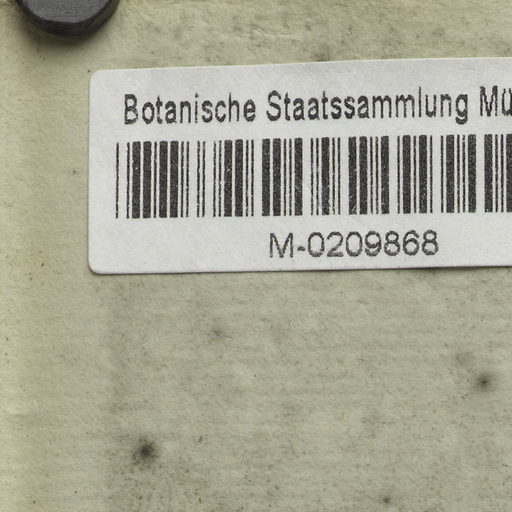 Botanische Staatssammlung Mü
M-0209868